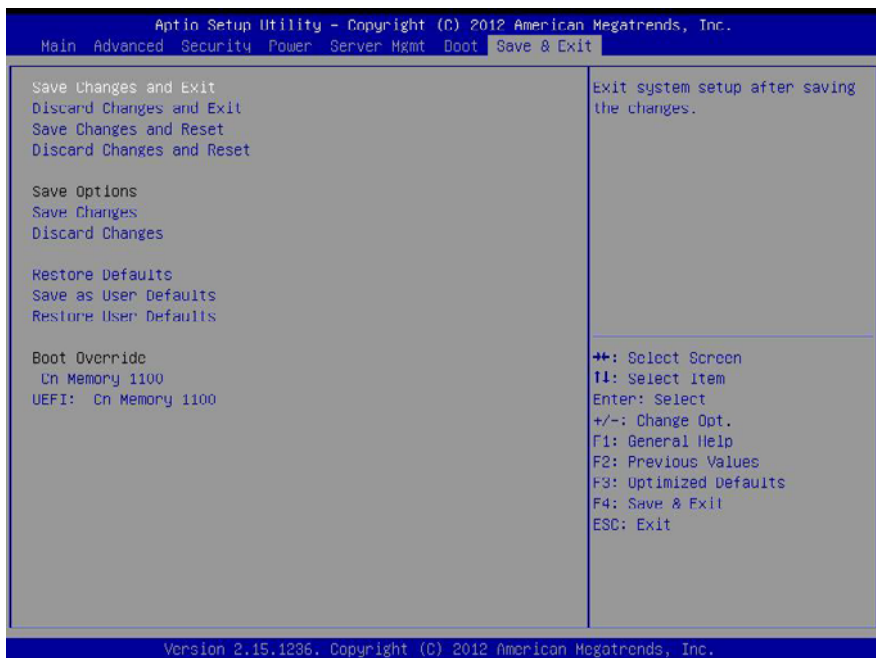 Aptio Setup Utility - Copyright (C) 2012 American Megatrends, Inc.
Main Advanced Security Power Server Mgmt Boot Save & Exit
Save Changes and Exit
Discard Changes and Exit
Save Changes and Reset
Discard Changes and Reset
Save Options
Save Changes
Discard Changes
Restore Defaults
Save as User Defaults
Restore User Defaults
Boot Override
Cn Memory 1100
UEFI: Cn Memory 1100
Exit system setup after saving
the changes.
→←: Select Screen
↑↓: Select Item
Enter: Select
+/-: Change Opt.
F1: General Help
F2: Previous Values
F3: Optimized Defaults
F4: Save & Exit
ESC: Exit
Version 2.15.1236. Copyright (C) 2012 American Megatrends, Inc.